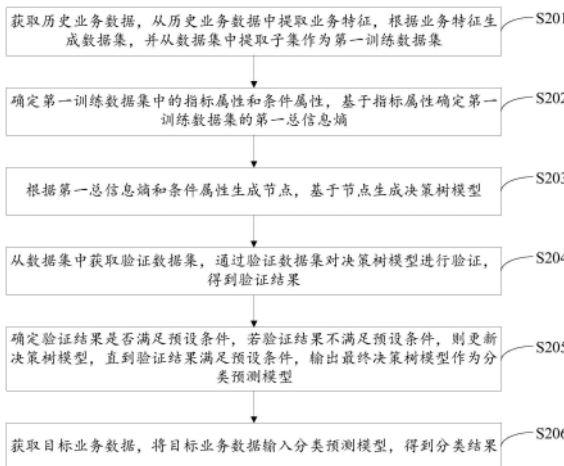 获取历史业务数据，从历史业务数据中提取业务特征，根据业务特征生
成数据集，并从数据集中提取子集作为第一训练数据集
S201
确定第一训练数据集中的指标属性和条件属性，基于指标属性确定第一
训练数据集的第一总信息熵
S202
根据第一总信息熵和条件属性生成节点，基于节点生成决策树模型
S203
从数据集中获取验证数据集，通过验证数据集对决策树模型进行验证，
得到验证结果
S204
确定验证结果是否满足预设条件，若验证结果不满足预设条件，则更新
决策树模型，直到验证结果满足预设条件，输出最终决策树模型作为分
类预测模型
S205
获取目标业务数据，将目标业务数据输入分类预测模型，得到分类结果
S206